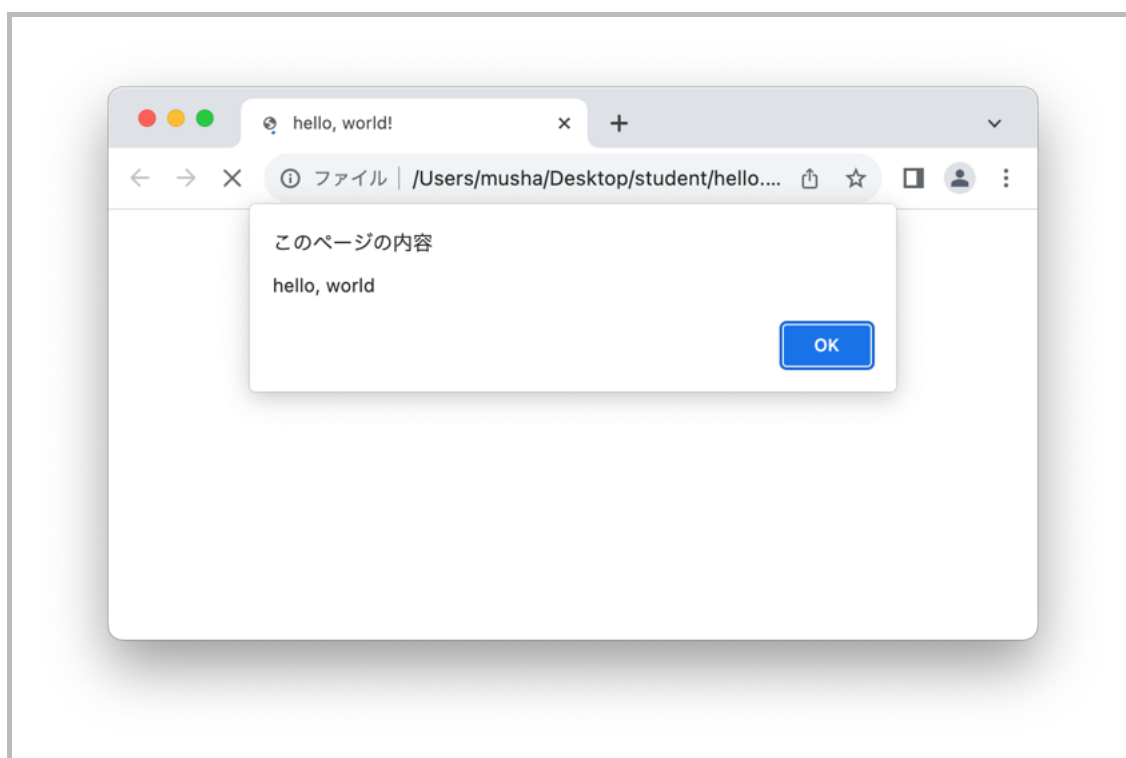 hello, world!
ファイル | /Users/musha/Desktop/student/hello....
このページの内容
hello, world
OK